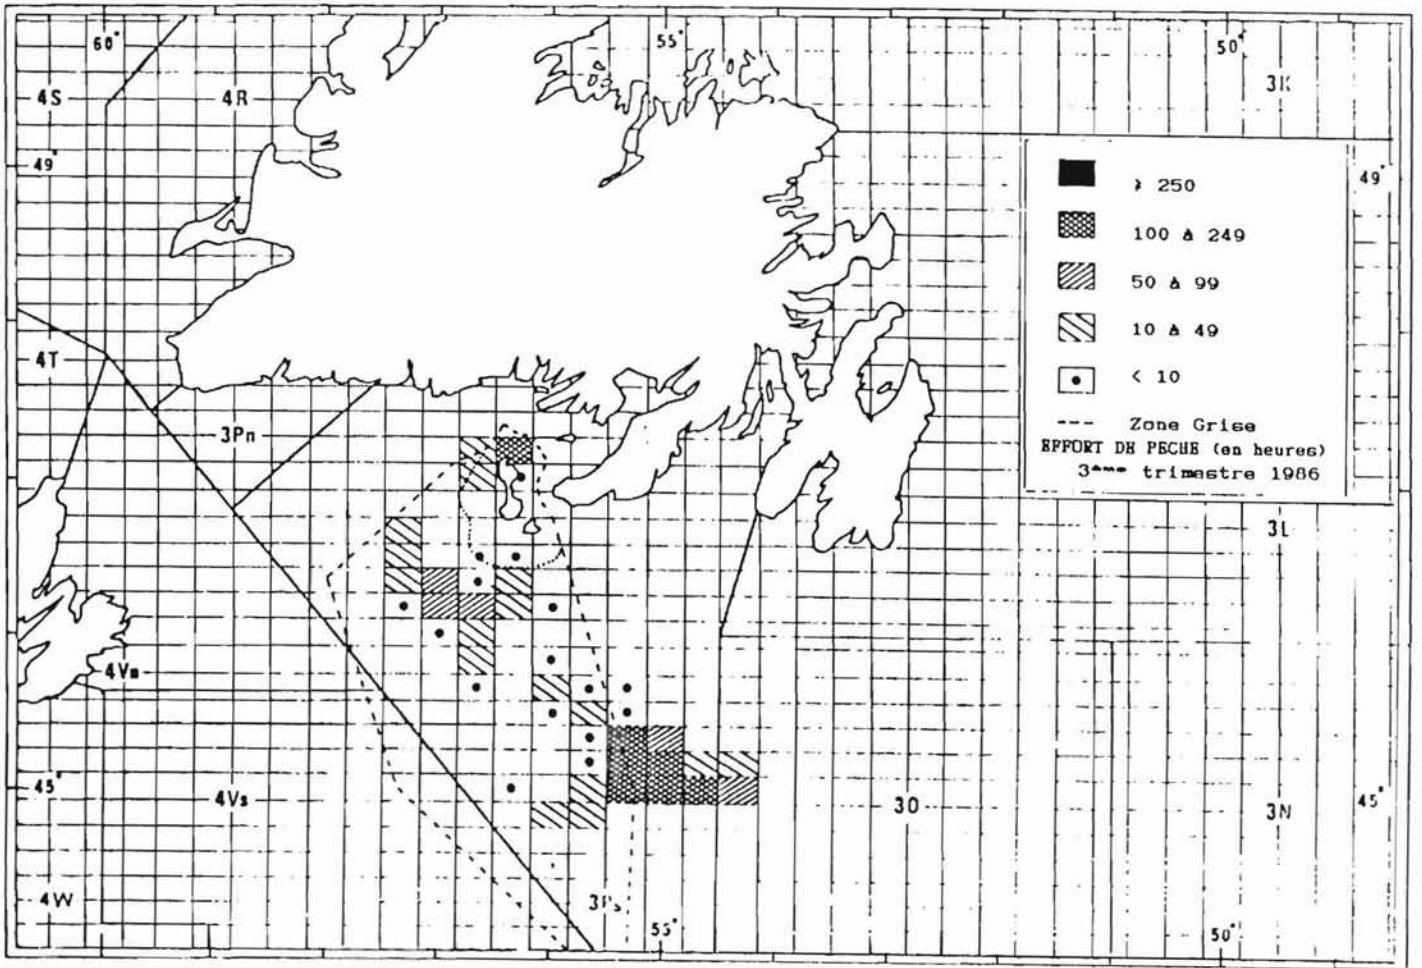 60° 55° 50°
4S 4R 3K
49° 49°
> 250
100 à 249
50 à 99
10 à 49
< 10
Zone Grise
EFFORT DE PECHE (en heures)
3ème trimestre 1986
4T
3Pn
3L
4Vn
45° 4Vs 3O 3N 45°
4W 3Ps
55° 50°